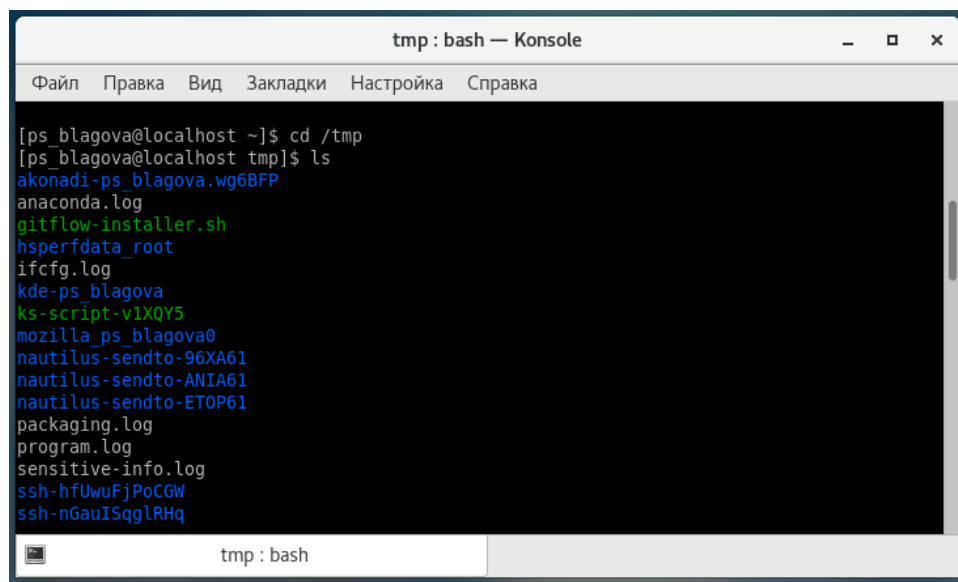 tmp : bash — Konsole
Файл Правка Вид Закладки Настройка Справка
[ps_blagova@localhost ~]$ cd /tmp
[ps_blagova@localhost tmp]$ ls
akonadi-ps_blagova.wg6BFP
anaconda.log
gitflow-installer.sh
hsperfdata_root
ifcfg.log
kde-ps_blagova
ks-script-v1XQY5
mozilla_ps_blagova0
nautilus-sendto-96XA61
nautilus-sendto-ANIA61
nautilus-sendto-ETOP61
packaging.log
program.log
sensitive-info.log
ssh-hfUwuFjPoCGW
ssh-nGauISqglRHq
tmp : bash